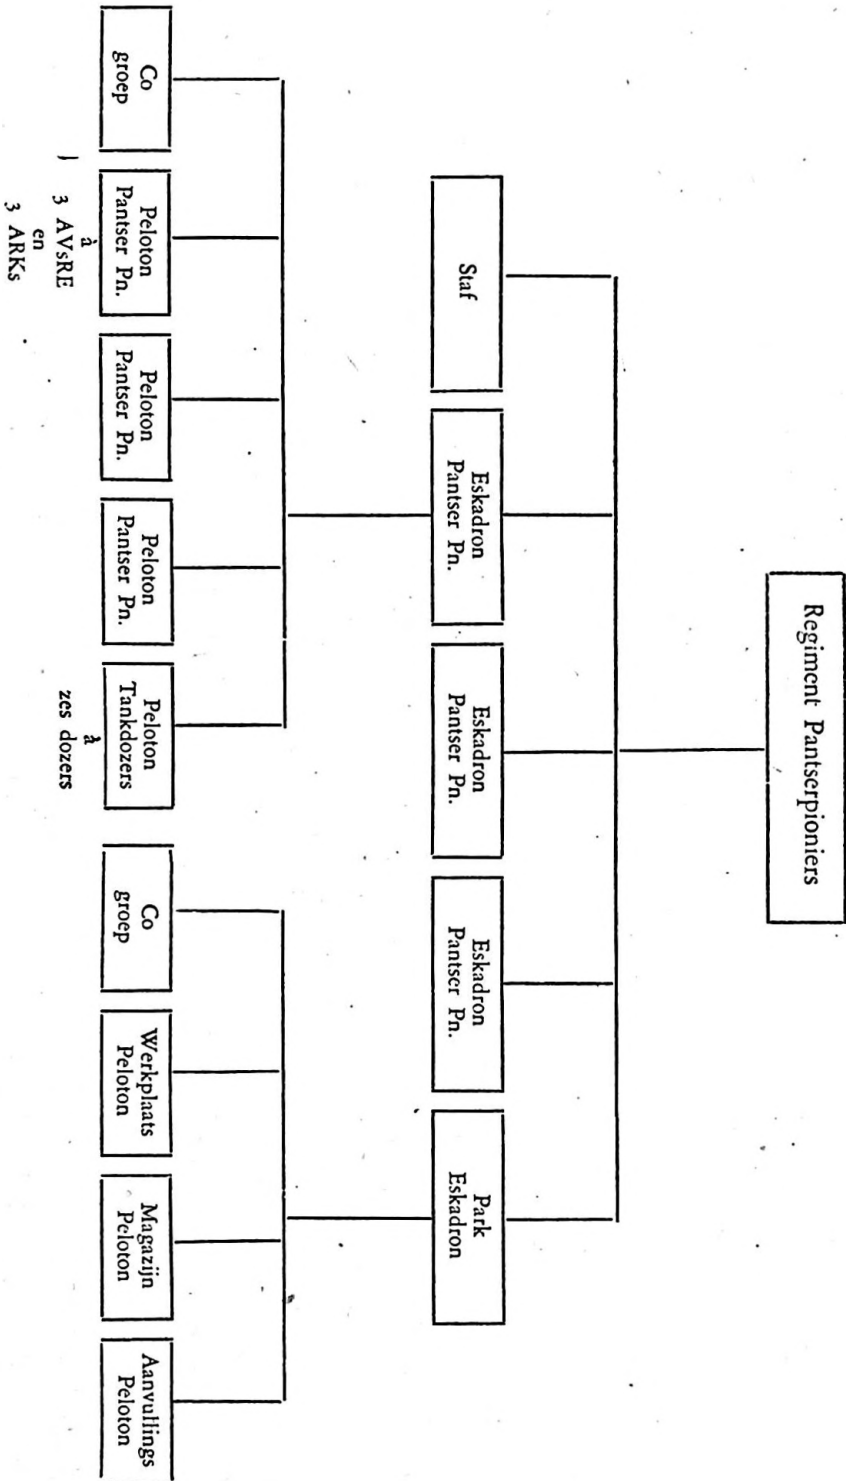 Regiment Pantserpioniers
Staf
Eskadron
Pantser Pn.
Eskadron
Pantser Pn.
Eskadron
Pantser Pn.
Park
Eskadron
Co
groep
Peloton
Pantser Pn.
à
3 AVsRE
en
3 ARKs
Peloton
Pantser Pn.
Peloton
Pantser Pn.
Peloton
Tankdozers
à
zes dozers
Co
groep
Werkplaats
Peloton
Magazijn
Peloton
Aanvullings
Peloton